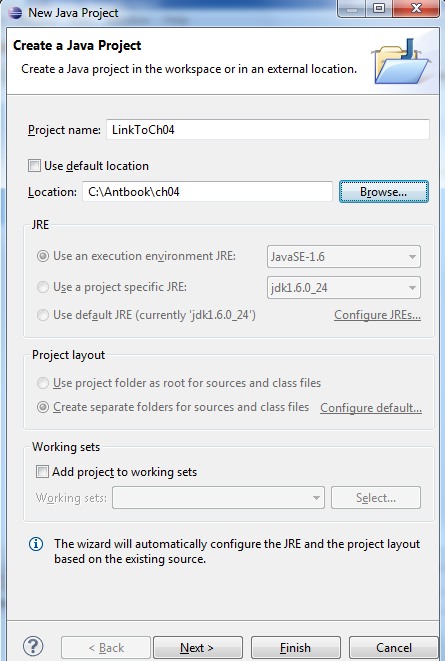 New Java Project
Create a Java Project
Create a Java project in the workspace or in an external location.
Project name: LinkToCh04
Use default location
Location: C:\Antbook\ch04 Browse...
JRE
Use an execution environment JRE: JavaSE-1.6
Use a project specific JRE: jdk1.6.0_24
Use default JRE (currently 'jdk1.6.0_24') Configure JREs...
Project layout
Use project folder as root for sources and class files
Create separate folders for sources and class files Configure default...
Working sets
Add project to working sets
Working sets: Select...
The wizard will automatically configure the JRE and the project layout
based on the existing source.
? < Back Next > Finish Cancel